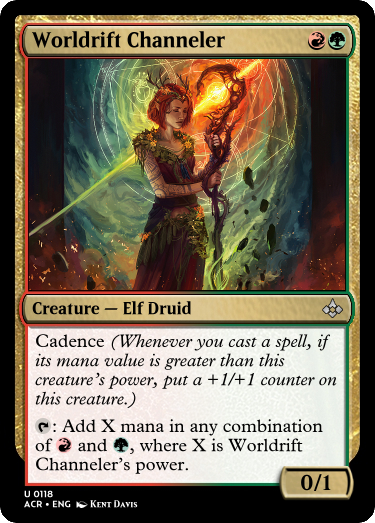 Worldrift Channeler
Creature — Elf Druid
Cadence (Whenever you cast a spell, if
its mana value is greater than this
creature's power, put a +1/+1 counter on
this creature.)
: Add X mana in any combination
of and , where X is Worldrift
Channeler's power.
0/1
U 0118
ACR • ENG Kent Davis